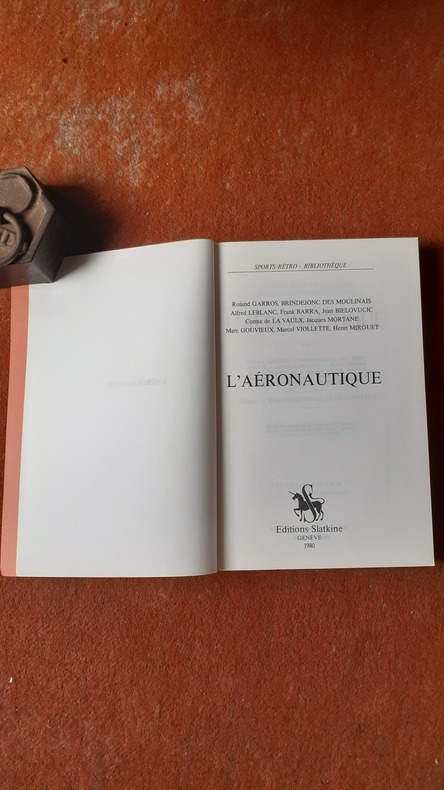 SPORTS-RÉTRO – BIBLIOTHÈQUE
Roland GARROS, BRINDEJONC DES MOULINAIS
Alfred LEBLANC, Frank BARRA, Jean BIELOVUCIC
Comte de LA VAULX, Jacques MORTANE
Marc GOUVIEUX, Marcel VIOLLETTE, Henri MIRGUET
L'AÉRONAUTIQUE
Editions Slatkine
GENÈVE
1980